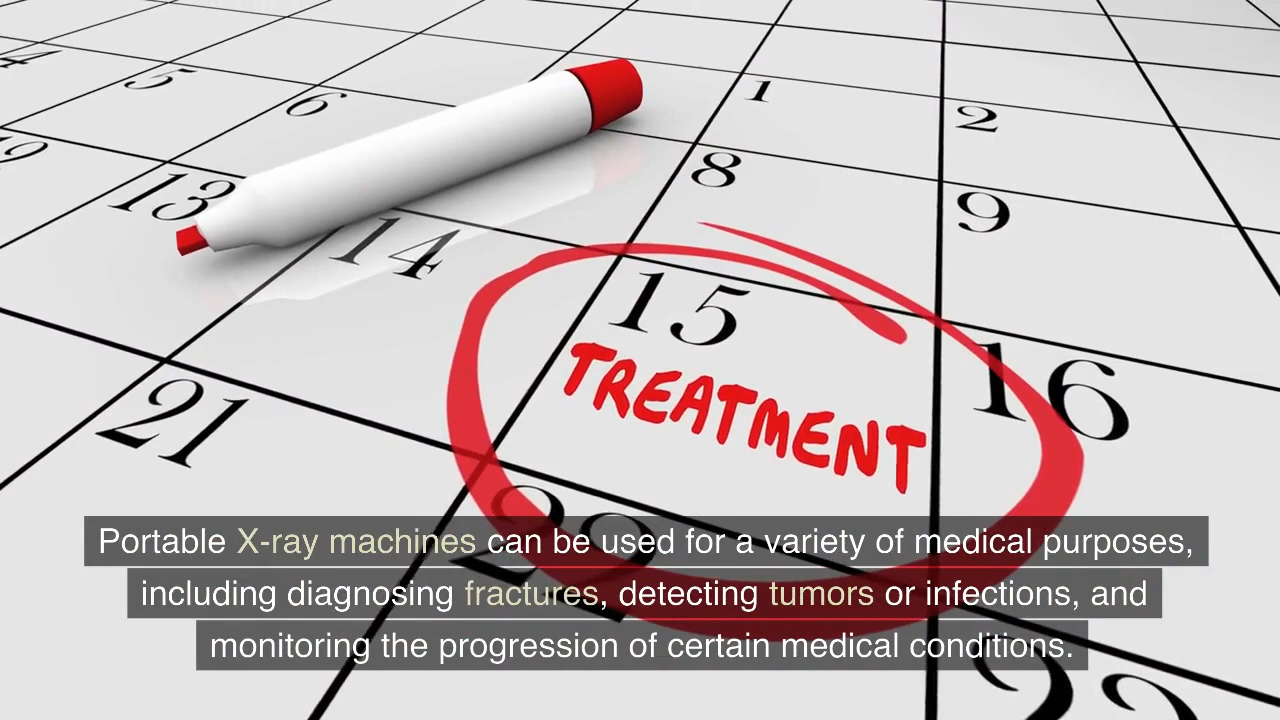 4 5 6 1 2
8 9
13 14 15 16
TREATMENT
21
Portable X-ray machines can be used for a variety of medical purposes,
including diagnosing fractures, detecting tumors or infections, and
monitoring the progression of certain medical conditions.